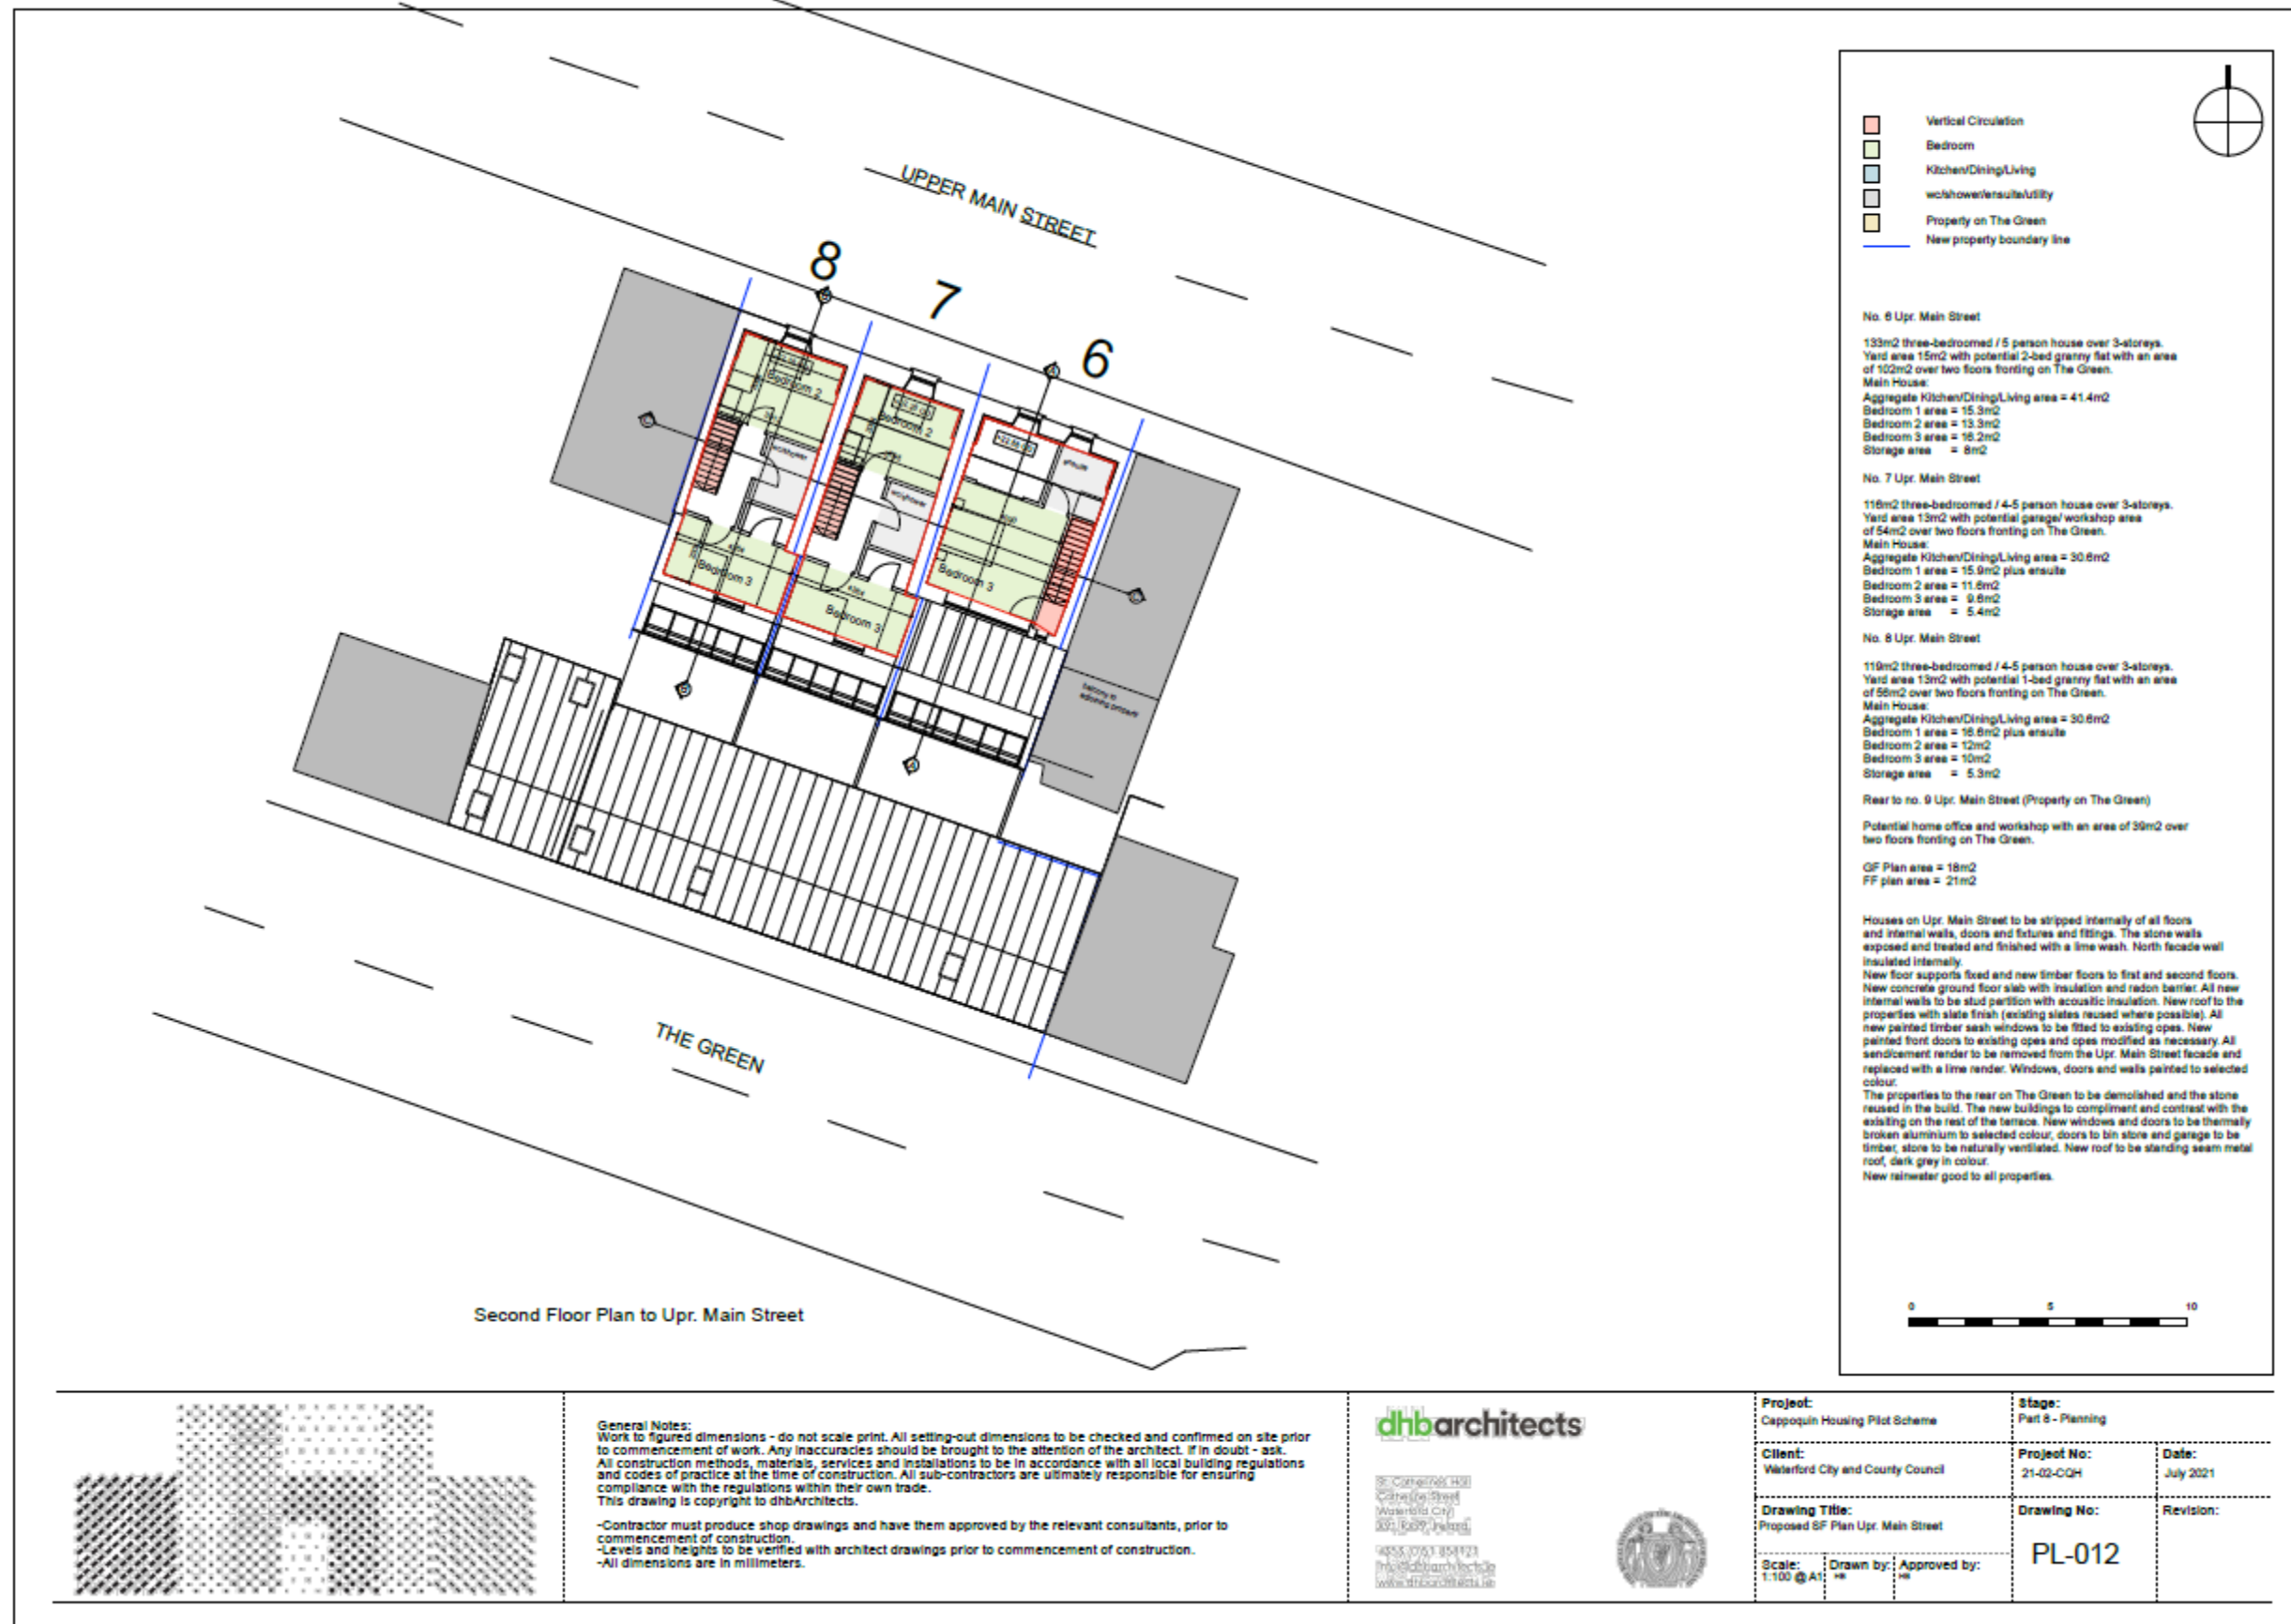 UPPER MAIN STREET
8
7
6
Bedroom 2
wc/shower
Bedroom 3
Bedroom 2
wc/shower
Bedroom 3
ensuite
Bedroom 3
balcony to
adjoining property
THE GREEN
Second Floor Plan to Upr. Main Street
Vertical Circulation
Bedroom
Kitchen/Dining/Living
wc/shower/ensuite/utility
Property on The Green
New property boundary line
No. 6 Upr. Main Street
133m2 three-bedroomed / 5 person house over 3-storeys.
Yard area 15m2 with potential 2-bed granny flat with an area
of 102m2 over two floors fronting on The Green.
Main House:
Aggregate Kitchen/Dining/Living area = 41.4m2
Bedroom 1 area = 15.3m2
Bedroom 2 area = 13.3m2
Bedroom 3 area = 16.2m2
Storage area = 8m2
No. 7 Upr. Main Street
116m2 three-bedroomed / 4-5 person house over 3-storeys.
Yard area 13m2 with potential garage/ workshop area
of 54m2 over two floors fronting on The Green.
Main House:
Aggregate Kitchen/Dining/Living area = 30.6m2
Bedroom 1 area = 15.9m2 plus ensuite
Bedroom 2 area = 11.6m2
Bedroom 3 area = 9.6m2
Storage area = 5.4m2
No. 8 Upr. Main Street
119m2 three-bedroomed / 4-5 person house over 3-storeys.
Yard area 13m2 with potential 1-bed granny flat with an area
of 56m2 over two floors fronting on The Green.
Main House:
Aggregate Kitchen/Dining/Living area = 30.6m2
Bedroom 1 area = 16.6m2 plus ensuite
Bedroom 2 area = 12m2
Bedroom 3 area = 10m2
Storage area = 5.3m2
Rear to no. 9 Upr. Main Street (Property on The Green)
Potential home office and workshop with an area of 39m2 over
two floors fronting on The Green.
GF Plan area = 18m2
FF plan area = 21m2
Houses on Upr. Main Street to be stripped internally of all floors
and internal walls, doors and fixtures and fittings. The stone walls
exposed and treated and finished with a lime wash. North facade wall
insulated internally.
New floor supports fixed and new timber floors to first and second floors.
New concrete ground floor slab with insulation and radon barrier. All new
internal walls to be stud partition with acousitic insulation. New roof to the
properties with slate finish (existing slates reused where possible). All
new painted timber sash windows to be fitted to existing opes. New
painted front doors to existing opes and opes modified as necessary. All
send/cement render to be removed from the Upr. Main Street facade and
replaced with a lime render. Windows, doors and walls painted to selected
colour.
The properties to the rear on The Green to be demolished and the stone
reused in the build. The new buildings to compliment and contrast with the
exisiting on the rest of the terrace. New windows and doors to be thermally
broken aluminium to selected colour, doors to bin store and garage to be
timber, store to be naturally ventilated. New roof to be standing seam metal
roof, dark grey in colour.
New rainwater good to all properties.
0 5 10
General Notes:
Work to figured dimensions - do not scale print. All setting-out dimensions to be checked and confirmed on site prior
to commencement of work. Any inaccuracies should be brought to the attention of the architect. If in doubt - ask.
All construction methods, materials, services and installations to be in accordance with all local building regulations
and codes of practice at the time of construction. All sub-contractors are ultimately responsible for ensuring
compliance with the regulations within their own trade.
This drawing is copyright to dhbArchitects.
-Contractor must produce shop drawings and have them approved by the relevant consultants, prior to
commencement of construction.
-Levels and heights to be verified with architect drawings prior to commencement of construction.
-All dimensions are in millimeters.
dhbarchitects
St. Catherine's Hall
Catherine Street
Waterford City
Project:
Cappoquin Housing Pilot Scheme
Stage:
Part 8 - Planning
Client:
Waterford City and County Council
Project No:
21-02-CQH
Date:
July 2021
Drawing Title:
Proposed SF Plan Upr. Main Street
Drawing No:
PL-012
Revision:
Scale:
1:100 @ A1
Drawn by:
Approved by: